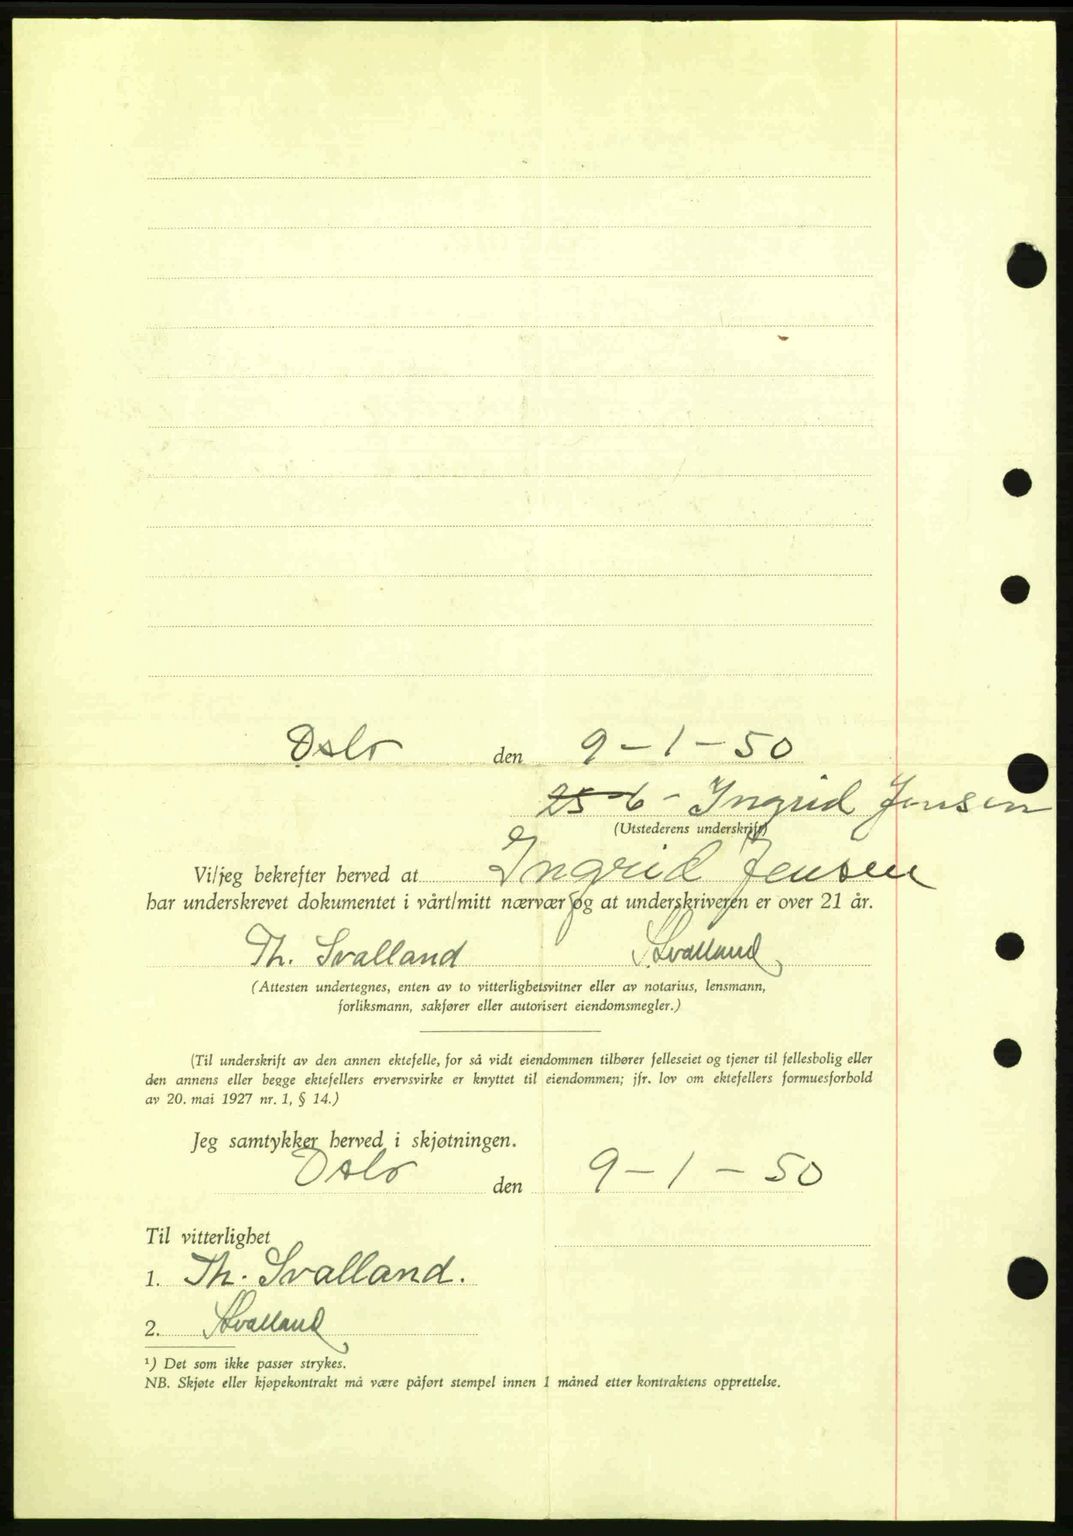 Oslo den 9-1-50
25-6- Ingrid Jensen
(Utstederens underskrift)
Vi/jeg bekrefter herved at Ingrid Jensen
har underskrevet dokumentet i vårt/mitt nærvær og at underskriveren er over 21 år.
Th. Svalland Svalland
(Attesten undertegnes, enten av to vitterlighetsvitner eller av notarius, lensmann,
forliksmann, sakfører eller autorisert eiendomsmegler.)
(Til underskrift av den annen ektefelle, for så vidt eiendommen tilhører felleseiet og tjener til fellesbolig eller
den annens eller begge ektefellers ervervsvirke er knyttet til eiendommen; jfr. lov om ektefellers formuesforhold
av 20. mai 1927 nr. 1, § 14.)
Jeg samtykker herved i skjøtningen.
Oslo den 9-1-50
Til vitterlighet
1. Th. Svalland.
2. Svalland
¹) Det som ikke passer strykes.
NB. Skjøte eller kjøpekontrakt må være påført stempel innen 1 måned etter kontraktens opprettelse.